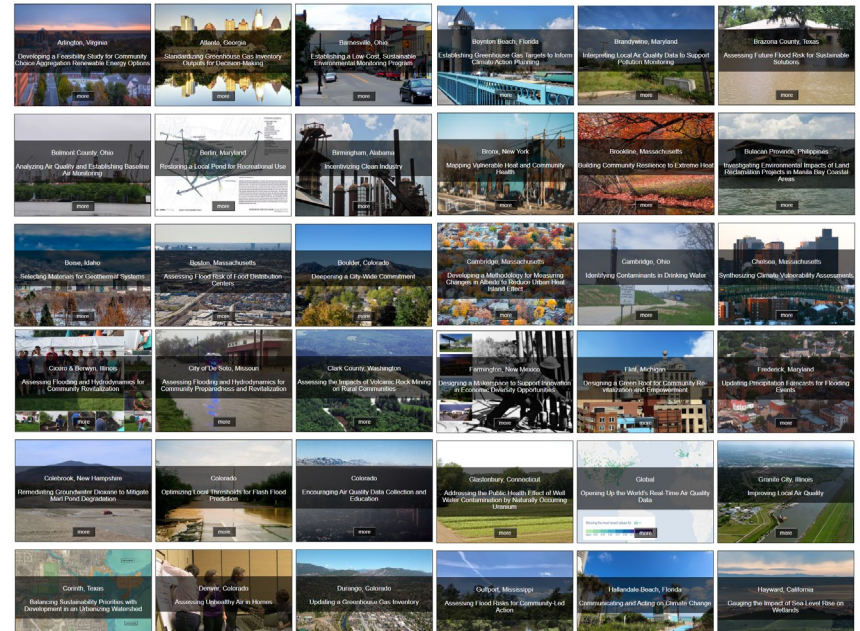 Arlington, Virginia
Developing a Feasibility Study for Community
Choice Aggregation Renewable Energy Options
more
Atlanta, Georgia
Standardizing Greenhouse Gas Inventory
Outputs for Decision-Making
more
Barnesville, Ohio
Establishing a Low Cost, Sustainable
Environmental Monitoring Program
more
Boynton Beach, Florida
Establishing Greenhouse Gas Targets to Inform
Climate Action Planning
more
Brandywine, Maryland
Interpreting Local Air Quality Data to Support
Pollution Monitoring
more
Brazoria County, Texas
Assessing Future Flood Risk for Sustainable
Solutions
more
Belmont County, Ohio
Analyzing Air Quality and Establishing Baseline
Air Monitoring
more
Berlin, Maryland
Restoring a Local Pond for Recreational Use
more
Birmingham, Alabama
Incentivizing Clean Industry
more
Bronx, New York
Mapping Vulnerable Heat and Community
Health
more
Brookline, Massachusetts
Building Community Resilience to Extreme Heat
more
Bulacan Province, Philippines
Investigating Environmental Impacts of Land
Reclamation Projects in Manila Bay Coastal
Areas
more
Boise, Idaho
Selecting Materials for Geothermal Systems
more
Boston, Massachusetts
Assessing Flood Risk of Food Distribution
Centers
more
Boulder, Colorado
Deepening a City-Wide Commitment
more
Cambridge, Massachusetts
Developing a Methodology for Measuring
Changes in Albedo to Reduce Urban Heat
Island Effect
more
Cambridge, Ohio
Identifying Contaminants in Drinking Water
more
Chelsea, Massachusetts
Synthesizing Climate Vulnerability Assessments
more
Cicero & Berwyn, Illinois
Assessing Flooding and Hydrodynamics for
Community Revitalization
more
City of De Soto, Missouri
Assessing Flooding and Hydrodynamics for
Community Preparedness and Revitalization
more
Clark County, Washington
Assessing the Impacts of Volcanic Rock Mining
on Rural Communities
more
Farmington, New Mexico
Designing a Makerspace to Support Innovation
in Economic Diversity Opportunities
more
Flint, Michigan
Designing a Green Roof for Community Re-
vitalization and Empowerment
more
Frederick, Maryland
Updating Precipitation Forecasts for Flooding
Events
more
Colebrook, New Hampshire
Remediating Groundwater Dioxane to Mitigate
Mart Pond Degradation
more
Colorado
Optimizing Local Thresholds for Flash Flood
Prediction
more
Colorado
Encouraging Air Quality Data Collection and
Education
more
Glastonbury, Connecticut
Addressing the Public Health Effect of Well
Water Contamination by Naturally Occurring
Uranium
more
Global
Opening Up the World's Real-Time Air Quality
Data
more
Granite City, Illinois
Improving Local Air Quality
more
Corinth, Texas
Balancing Sustainability Priorities with
Development in an Urbanizing Watershed
Denver, Colorado
Assessing Unhealthy Air in Homes
Durango, Colorado
Updating a Greenhouse Gas Inventory
Gulfport, Mississippi
Assessing Flood Risks for Community-Led
Action
Hallandale Beach, Florida
Communicating and Acting on Climate Change
Hayward, California
Gauging the Impact of Sea Level Rise on
Wetlands